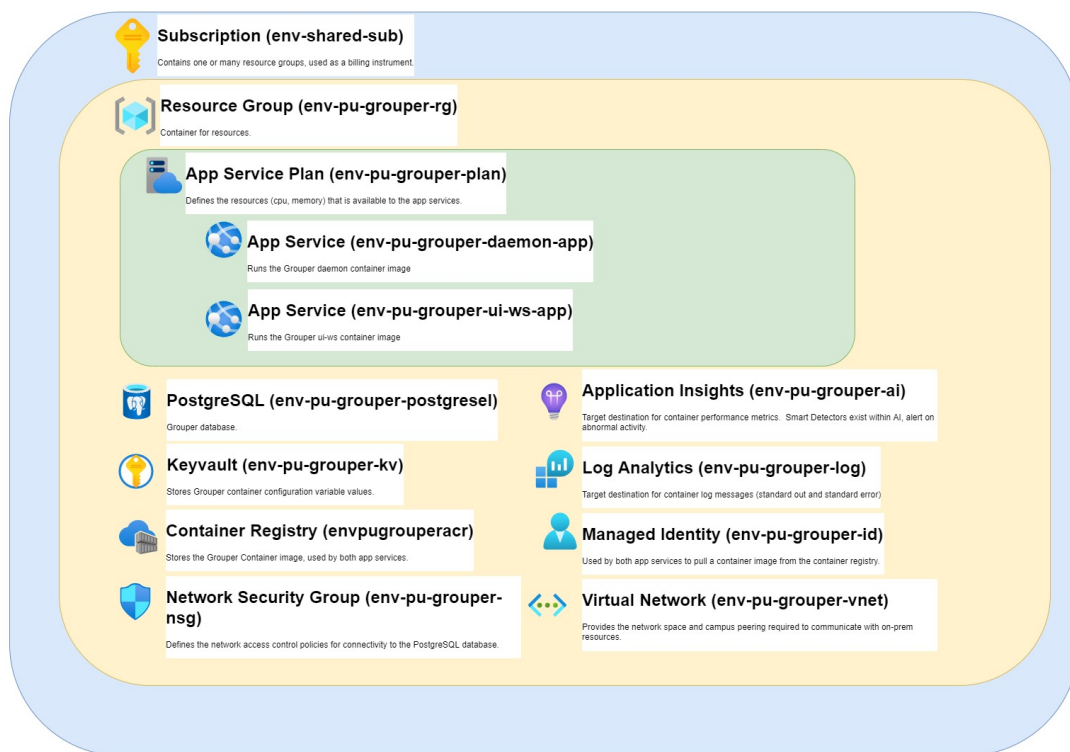 Subscription (env-shared-sub)
Contains one or many resource groups, used as a billing instrument.
Resource Group (env-pu-grouper-rg)
Container for resources.
App Service Plan (env-pu-grouper-plan)
Defines the resources (cpu, memory) that is available to the app services.
App Service (env-pu-grouper-daemon-app)
Runs the Grouper daemon container image
App Service (env-pu-grouper-ui-ws-app)
Runs the Grouper ui-ws container image
PostgreSQL (env-pu-grouper-postgresel)
Grouper database.
Application Insights (env-pu-grouper-ai)
Target destination for container performance metrics.  Smart Detectors exist within AI, alert on
abnormal activity.
Keyvault (env-pu-grouper-kv)
Stores Grouper container configuration variable values.
Log Analytics (env-pu-grouper-log)
Target destination for container log messages (standard out and standard error)
Container Registry (envpugrouperacr)
Stores the Grouper Container image, used by both app services.
Managed Identity (env-pu-grouper-id)
Used by both app services to pull a container image from the container registry.
Network Security Group (env-pu-grouper-
nsg)
Defines the network access control policies for connectivity to the PostgreSQL database.
Virtual Network (env-pu-grouper-vnet)
Provides the network space and campus peering required to communicate with on-prem
resources.